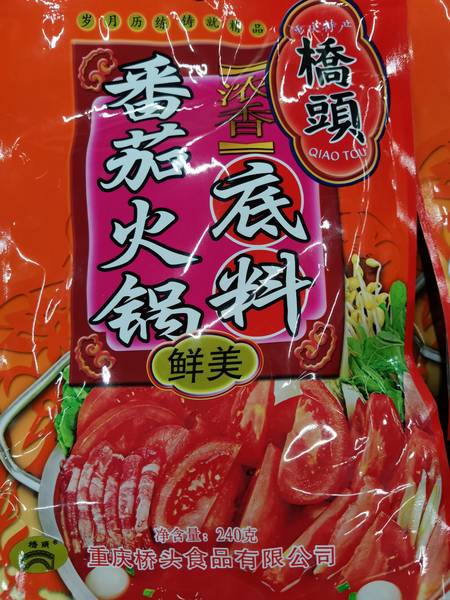 岁月历练铸就精品
橋頭
QIAO TOU
浓香
番茄火锅
底料
鲜美
净含量：240克
重庆桥头食品有限公司
橋頭